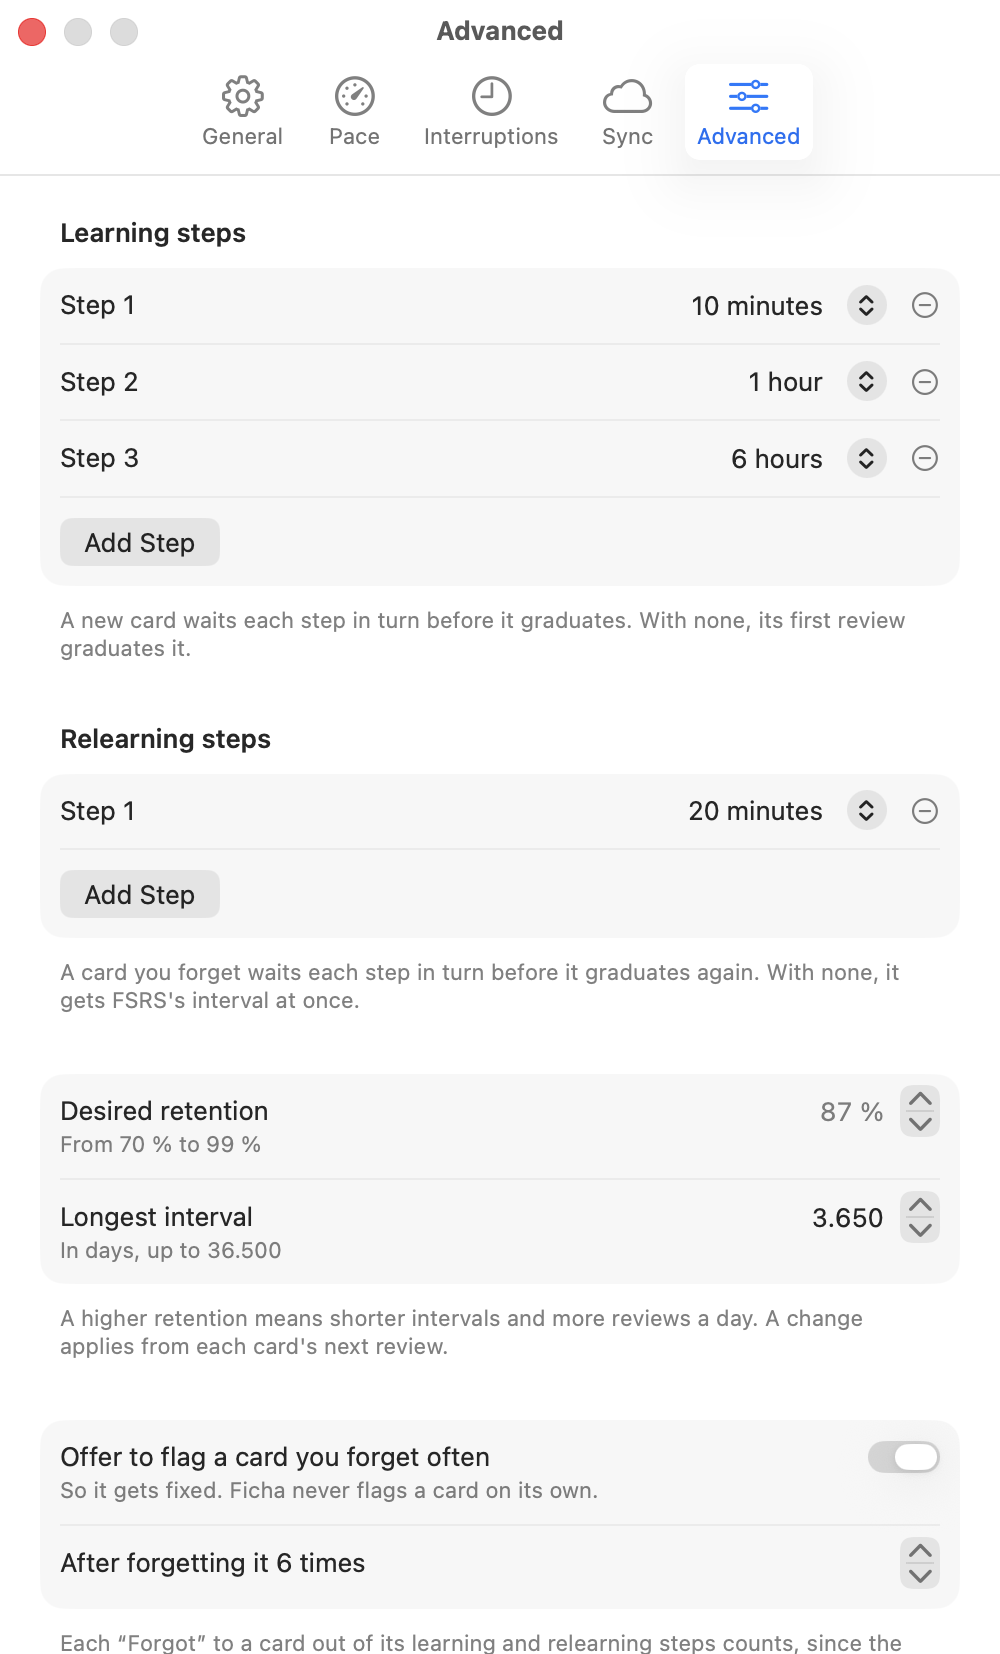 Advanced
General
Pace
Interruptions
Sync
Advanced
Learning steps
Step 1
10 minutes
Step 2
1 hour
Step 3
6 hours
Add Step
A new card waits each step in turn before it graduates. With none, its first review
graduates it.
Relearning steps
Step 1
20 minutes
Add Step
A card you forget waits each step in turn before it graduates again. With none, it
gets FSRS's interval at once.
Desired retention
87 %
From 70 % to 99 %
Longest interval
3.650
In days, up to 36.500
A higher retention means shorter intervals and more reviews a day. A change
applies from each card's next review.
Offer to flag a card you forget often
So it gets fixed. Ficha never flags a card on its own.
After forgetting it 6 times
Each “Forgot” to a card out of its learning and relearning steps counts, since the